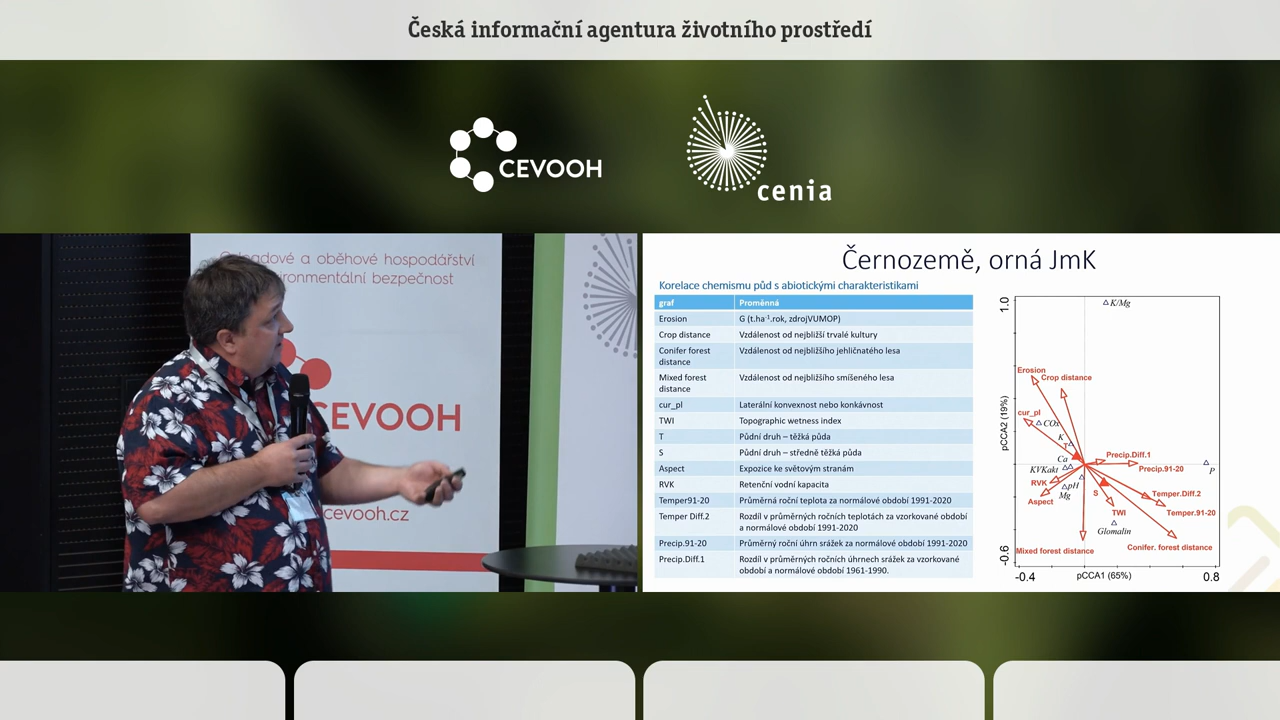 Česká informační agentura životního prostředí
CEVOOH
cenia
dové a oběhové hospodářství
ironmentální bezpečnost
CEVOOH
cevooh.cz
Černozemě, orná JmK
Korelace chemismu půd s abiotickými charakteristikami
graf Proměnná
Erosion G (t.ha⁻¹.rok, zdrojVUMOP)
Crop distance Vzdálenost od nejbližší trvalé kultury
Conifer forest distance Vzdálenost od nejbližšího jehličnatého lesa
Mixed forest distance Vzdálenost od nejbližšího smíšeného lesa
cur_pl Laterální konvexnost nebo konkávnost
TWI Topographic wetness index
T Půdní druh – těžká půda
S Půdní druh – středně těžká půda
Aspect Expozice ke světovým stranám
RVK Retenční vodní kapacita
Temper91-20 Průměrná roční teplota za normálové období 1991-2020
Temper Diff.2 Rozdíl v průměrných ročních teplotách za vzorkované období
a normálové období 1991-2020
Precip.91-20 Průměrný roční úhrn srážek za normálové období 1991-2020
Precip.Diff.1 Rozdíl v průměrných ročních úhrnech srážek za vzorkované
období a normálové období 1961-1990.
1.0
K/Mg
Erosion
Crop distance
cur_pl
COx
K
T
pCCA2 (19%)
Ca
Precip.Diff.1
KVKakt
Precip.91-20
P
RVK
pH
Mg
S
Temper.Diff.2
Aspect
TWI
Temper.91-20
Glomalin
Mixed forest distance
Conifer. forest distance
-0.6
-0.4
pCCA1 (65%)
0.8